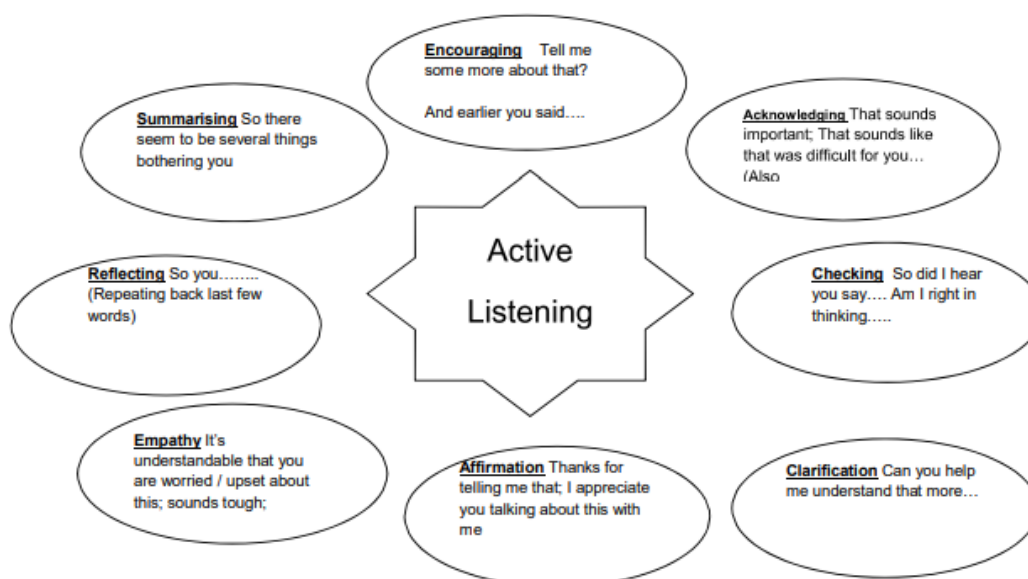 Encouraging Tell me
some more about that?
And earlier you said….
Summarising So there
seem to be several things
bothering you
Acknowledging That sounds
important; That sounds like
that was difficult for you…
(Also
Active
Listening
Reflecting So you……..
(Repeating back last few
words)
Checking So did I hear
you say…. Am I right in
thinking…..
Empathy It's
understandable that you
are worried / upset about
this; sounds tough;
Affirmation Thanks for
telling me that; I appreciate
you talking about this with
me
Clarification Can you help
me understand that more…